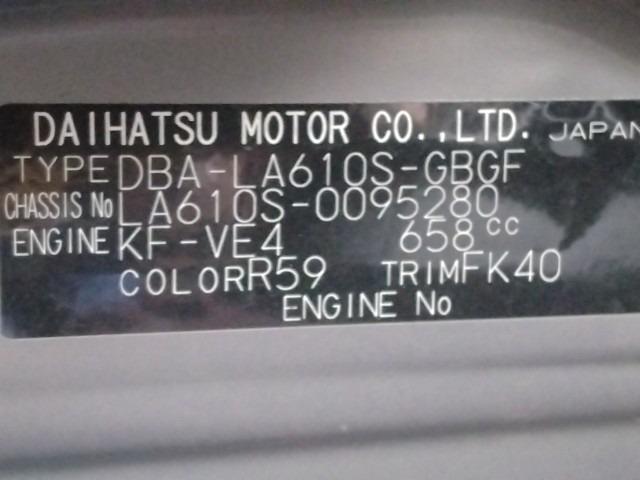 DAIHATSU MOTOR CO.,LTD. JAPAN
TYPE DBA-LA610S-GBGF
CHASSIS No LA610S-0095280
ENGINE KF-VE4 658 cc
COLOR R59 TRIM FK40
ENGINE No